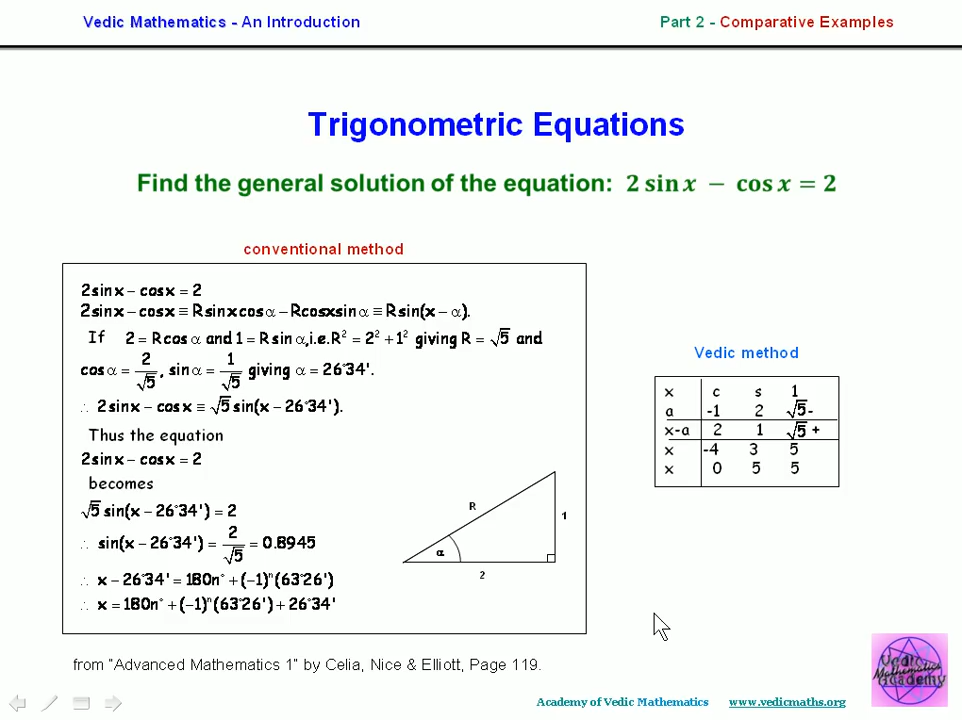 Vedic Mathematics - An Introduction
Part 2 - Comparative Examples
Trigonometric Equations
Find the general solution of the equation: 2 sin x − cos x = 2
conventional method
2sinx − cosx = 2
2sinx − cosx ≡ Rsinxcosα − Rcosxsinα ≡ Rsin(x − α).
If 2 = Rcosα and 1 = Rsinα, i.e. R² = 2² + 1² giving R = √5 and
cosα = 2/√5, sinα = 1/√5 giving α = 26°34'.
∴ 2sinx − cosx ≡ √5 sin(x − 26°34').
Thus the equation
2sinx − cosx = 2
becomes
√5 sin(x − 26°34') = 2
∴ sin(x − 26°34') = 2/√5 = 0.8945
∴ x − 26°34' = 180n° + (−1)ⁿ(63°26')
∴ x = 180n° + (−1)ⁿ(63°26') + 26°34'
R
1
α
2
Vedic method
x c s 1
a -1 2 √5-
x-a 2 1 √5 +
x -4 3 5
x 0 5 5
from "Advanced Mathematics 1" by Celia, Nice & Elliott, Page 119.
Vedic
Mathematics
Academy
Academy of Vedic Mathematics www.vedicmaths.org